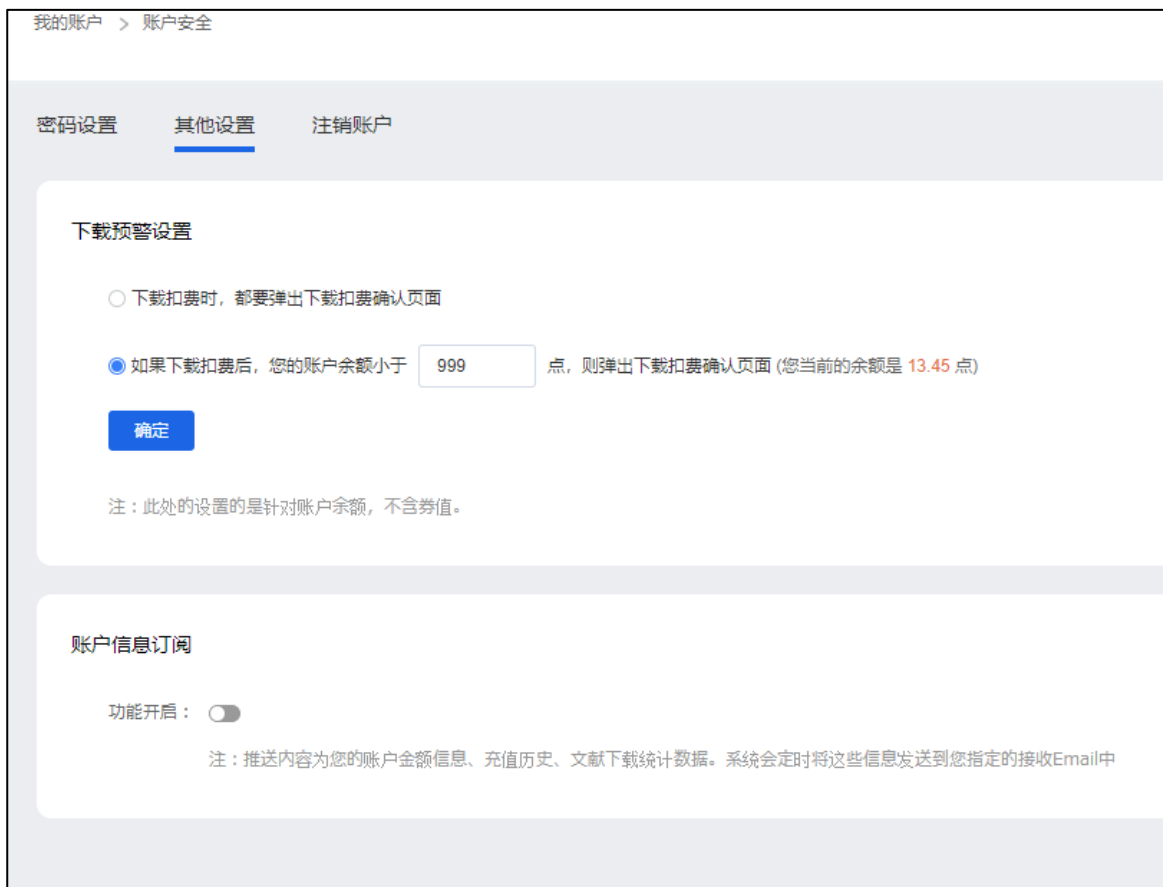 我的账户 > 账户安全
密码设置 其他设置 注销账户
下载预警设置
下载扣费时，都要弹出下载扣费确认页面
如果下载扣费后，您的账户余额小于 999 点，则弹出下载扣费确认页面 (您当前的余额是 13.45 点)
确定
注：此处的设置的是针对账户余额，不含券值。
账户信息订阅
功能开启：
注：推送内容为您的账户金额信息、充值历史、文献下载统计数据。系统会定时将这些信息发送到您指定的接收Email中